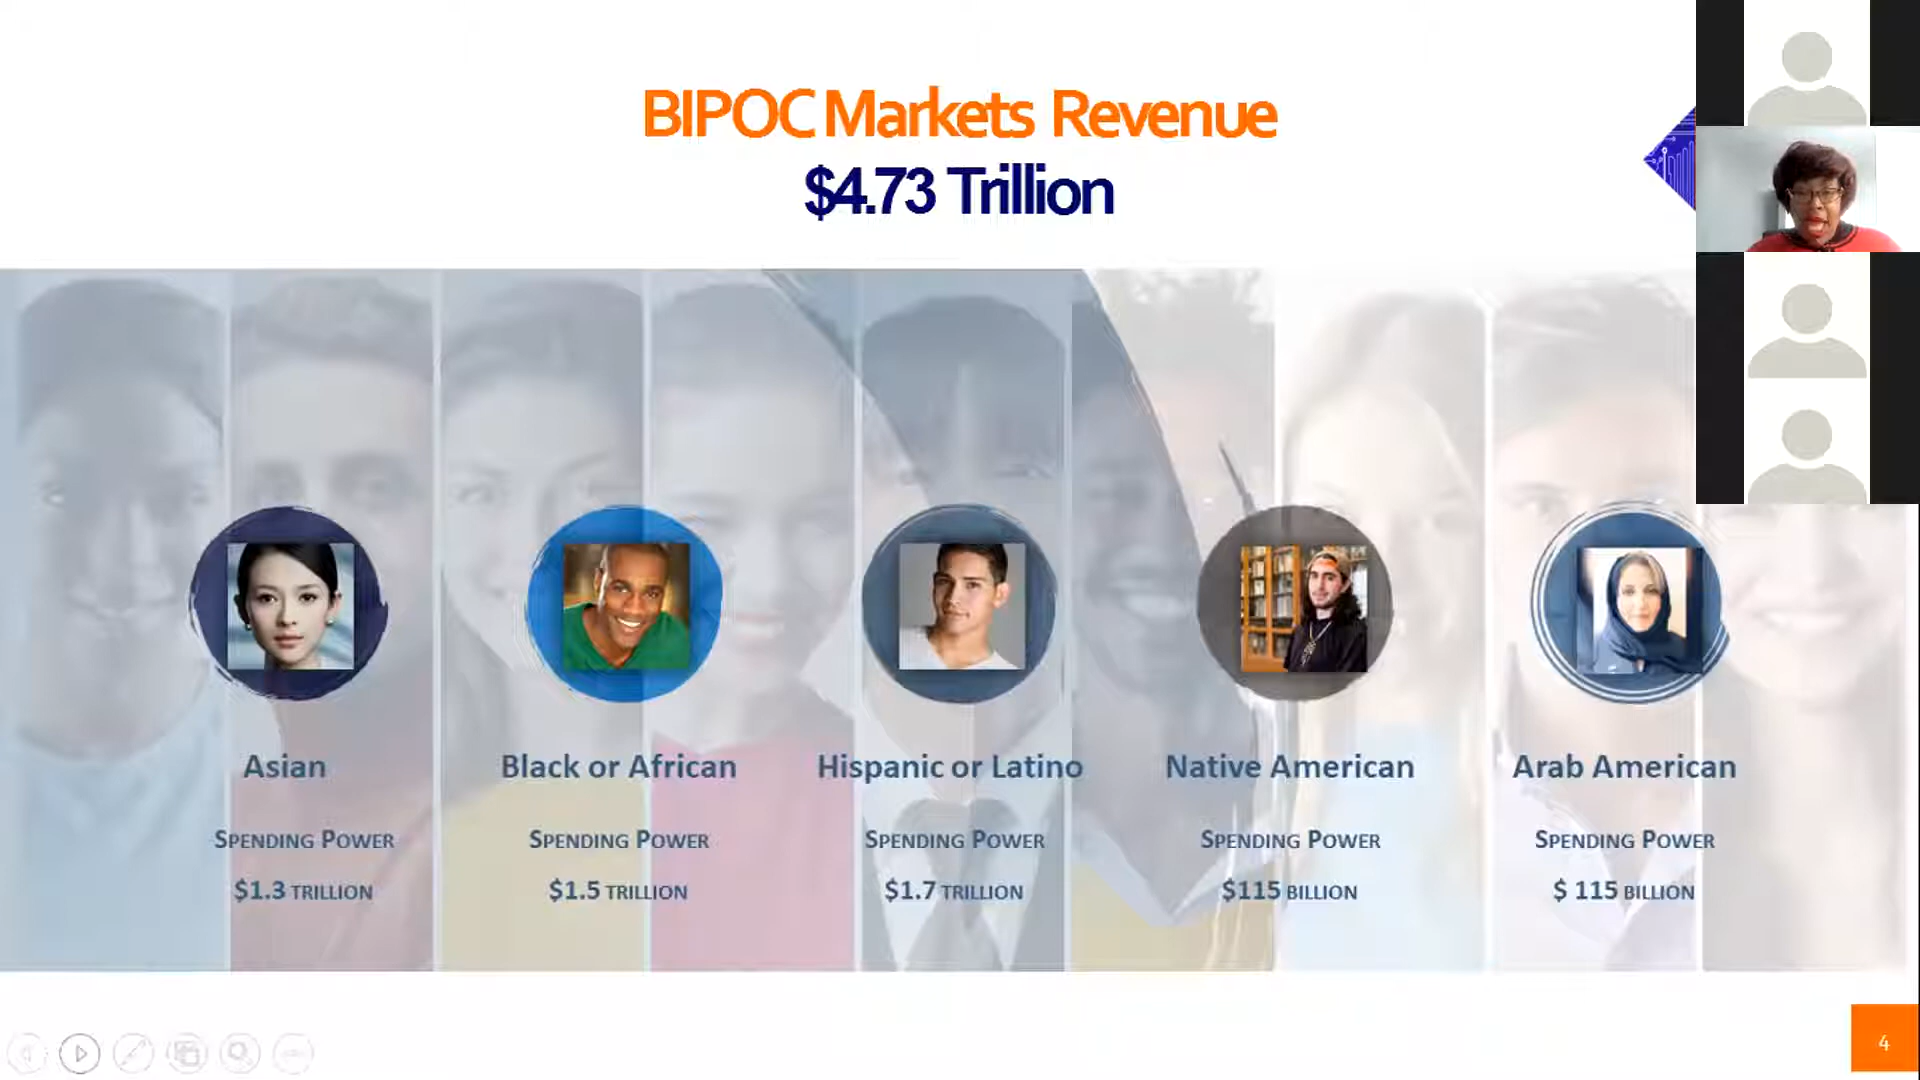 BIPOC Markets Revenue
$4.73 Trillion
Asian
Black or African
Hispanic or Latino
Native American
Arab American
SPENDING POWER
SPENDING POWER
SPENDING POWER
SPENDING POWER
SPENDING POWER
$1.3 TRILLION
$1.5 TRILLION
$1.7 TRILLION
$115 BILLION
$ 115 BILLION
4